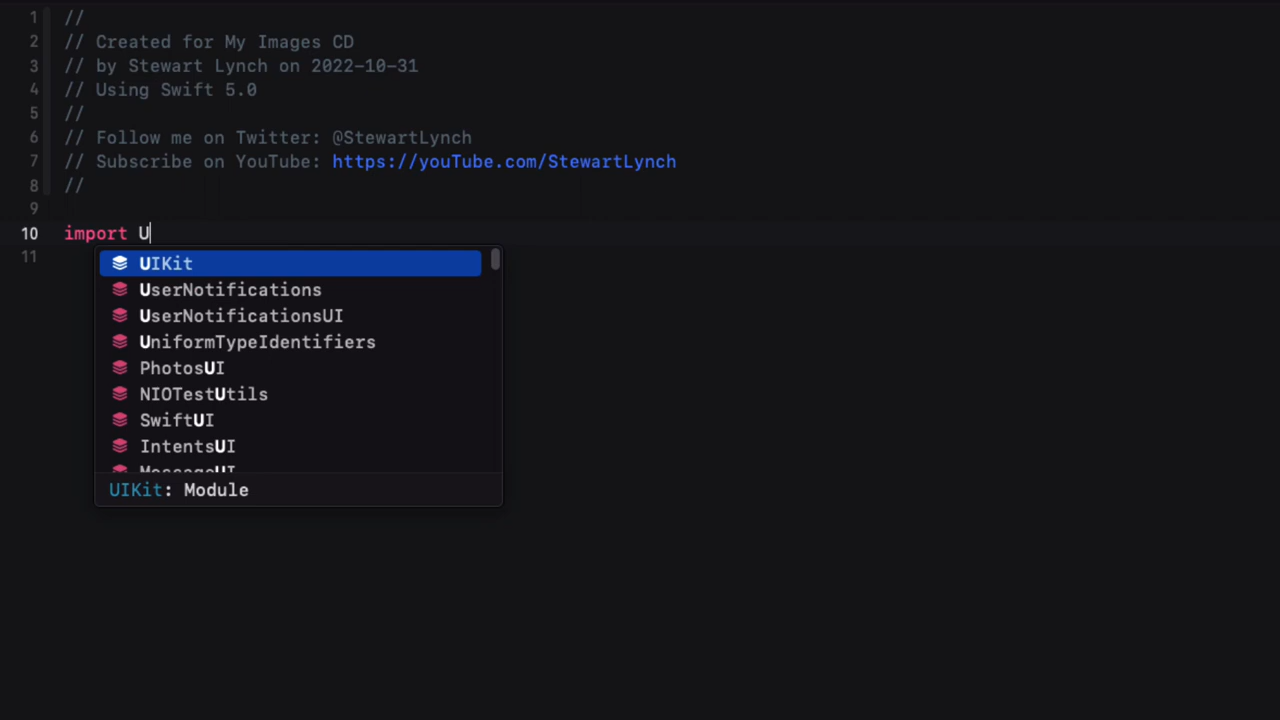 1 //
2 // Created for My Images CD
3 // by Stewart Lynch on 2022-10-31
4 // Using Swift 5.0
5 //
6 // Follow me on Twitter: @StewartLynch
7 // Subscribe on YouTube: https://youTube.com/StewartLynch
8 //
9
10 import U
11
UIKit
UserNotifications
UserNotificationsUI
UniformTypeIdentifiers
PhotosUI
NIOTestUtils
SwiftUI
IntentsUI
MessageUI
UIKit: Module